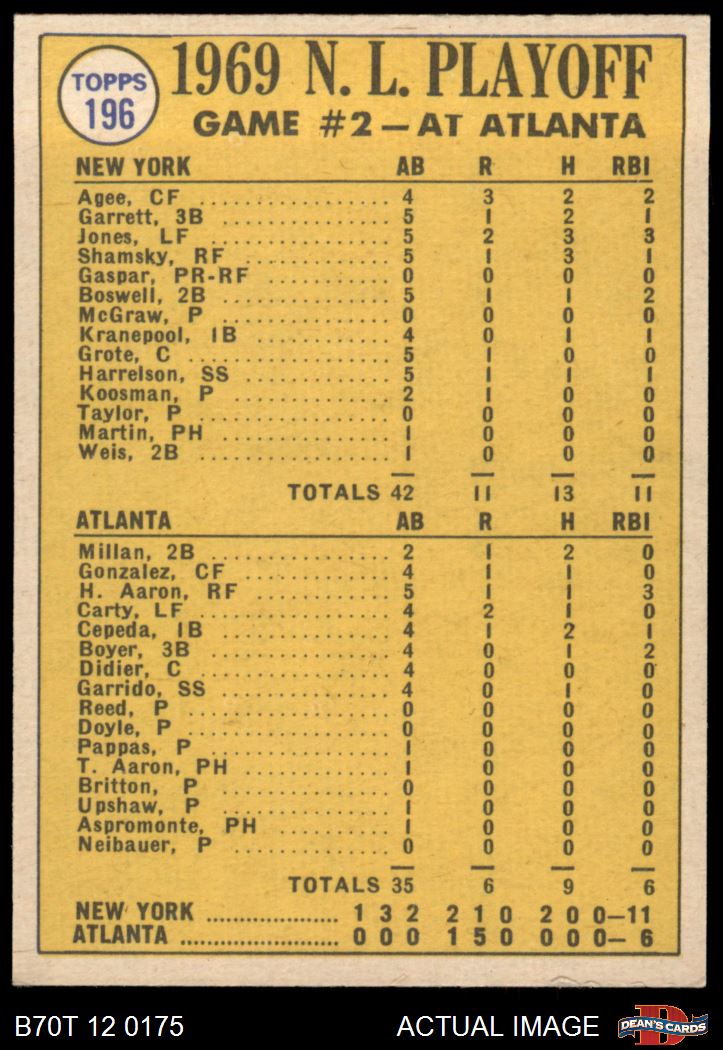 TOPPS
196
1969 N. L. PLAYOFF
GAME #2—AT ATLANTA
NEW YORK AB R H RBI
Agee, CF .................. 4 3 2 2
Garrett, 3B ................ 5 1 2 1
Jones, LF ................ 5 2 3 3
Shamsky, RF .............. 5 1 3 1
Gaspar, PR-RF ........... 0 0 0 0
Boswell, 2B ............... 5 1 1 2
McGraw, P ................ 0 0 0 0
Kranepool, 1B ............. 4 0 1 1
Grote, C .................. 5 1 0 0
Harrelson, SS ............. 5 1 1 1
Koosman, P ............... 2 1 0 0
Taylor, P .................. 0 0 0 0
Martin, PH ............... 1 0 0 0
Weis, 2B .................. 1 0 0 0
TOTALS 42 11 13 11
ATLANTA AB R H RBI
Millan, 2B ................. 2 1 2 0
Gonzalez, CF ............. 4 1 1 0
H. Aaron, RF ............. 5 1 1 3
Carty, LF .................. 4 2 1 0
Cepeda, 1B ............... 4 1 2 1
Boyer, 3B ................. 4 0 1 2
Didier, C .................. 4 0 0 0
Garrido, SS ............... 4 0 1 0
Reed, P ................... 0 0 0 0
Doyle, P .................. 0 0 0 0
Pappas, P ................. 1 0 0 0
T. Aaron, PH ............. 1 0 0 0
Britton, P ................ 0 0 0 0
Upshaw, P ................ 1 0 0 0
Aspromonte, PH .......... 1 0 0 0
Neibauer, P .............. 0 0 0 0
TOTALS 35 6 9 6
NEW YORK .................... 1 3 2 2 1 0 2 0 0—11
ATLANTA ........................ 0 0 0 1 5 0 0 0 0— 6
B70T 12 0175 ACTUAL IMAGE DEAN'S CARDS